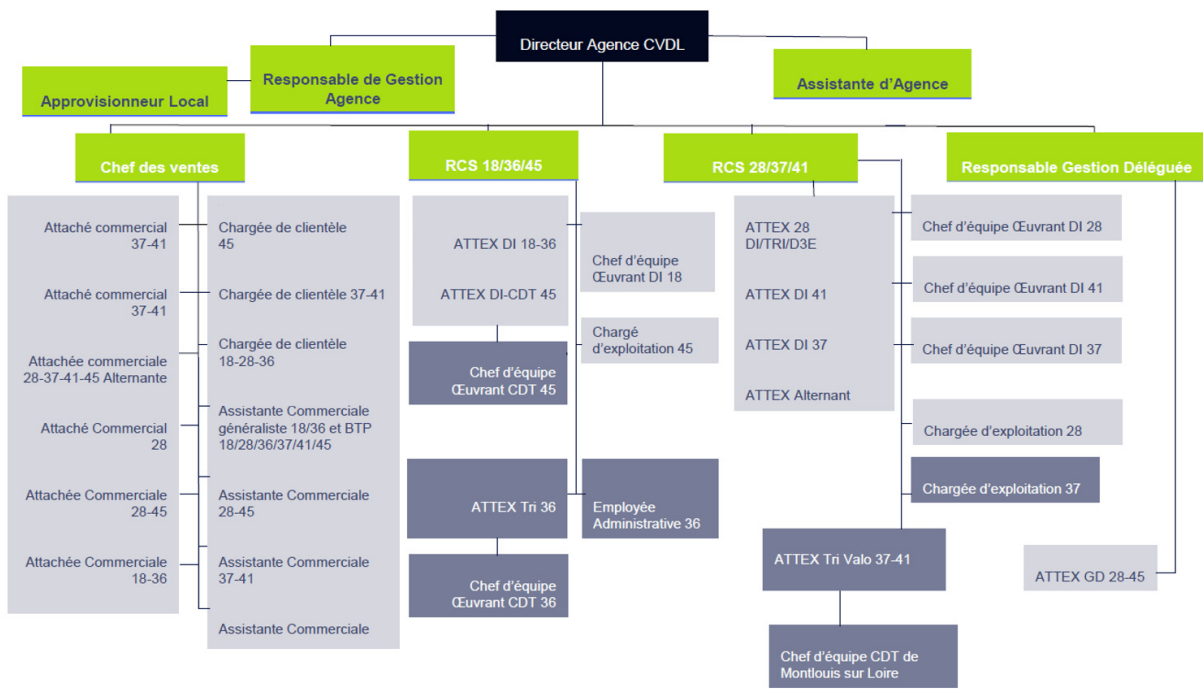 Directeur Agence CVDL
Responsable de Gestion
Agence
Approvisionneur Local
Assistante d'Agence
Chef des ventes
RCS 18/36/45
RCS 28/37/41
Responsable Gestion Déléguée
Attaché commercial
37-41
Attaché commercial
37-41
Attachée commerciale
28-37-41-45 Alternante
Attaché Commercial
28
Attachée Commerciale
28-45
Attachée Commerciale
18-36
Chargée de clientèle
45
Chargée de clientèle 37-41
Chargée de clientèle
18-28-36
Assistante Commerciale
généraliste 18/36 et BTP
18/28/36/37/41/45
Assistante Commerciale
28-45
Assistante Commerciale
37-41
Assistante Commerciale
ATTEX DI 18-36
ATTEX DI-CDT 45
Chef d'équipe
Œuvrant CDT 45
ATTEX Tri 36
Chef d'équipe
Œuvrant CDT 36
Chef d'équipe
Œuvrant DI 18
Chargé
d'exploitation 45
Employée
Administrative 36
ATTEX 28
DI/TRI/D3E
ATTEX DI 41
ATTEX DI 37
ATTEX Alternant
Chef d'équipe Œuvrant DI 28
Chef d'équipe Œuvrant DI 41
Chef d'équipe Œuvrant DI 37
Chargée d'exploitation 28
Chargée d'exploitation 37
ATTEX Tri Valo 37-41
Chef d'équipe CDT de
Montlouis sur Loire
ATTEX GD 28-45